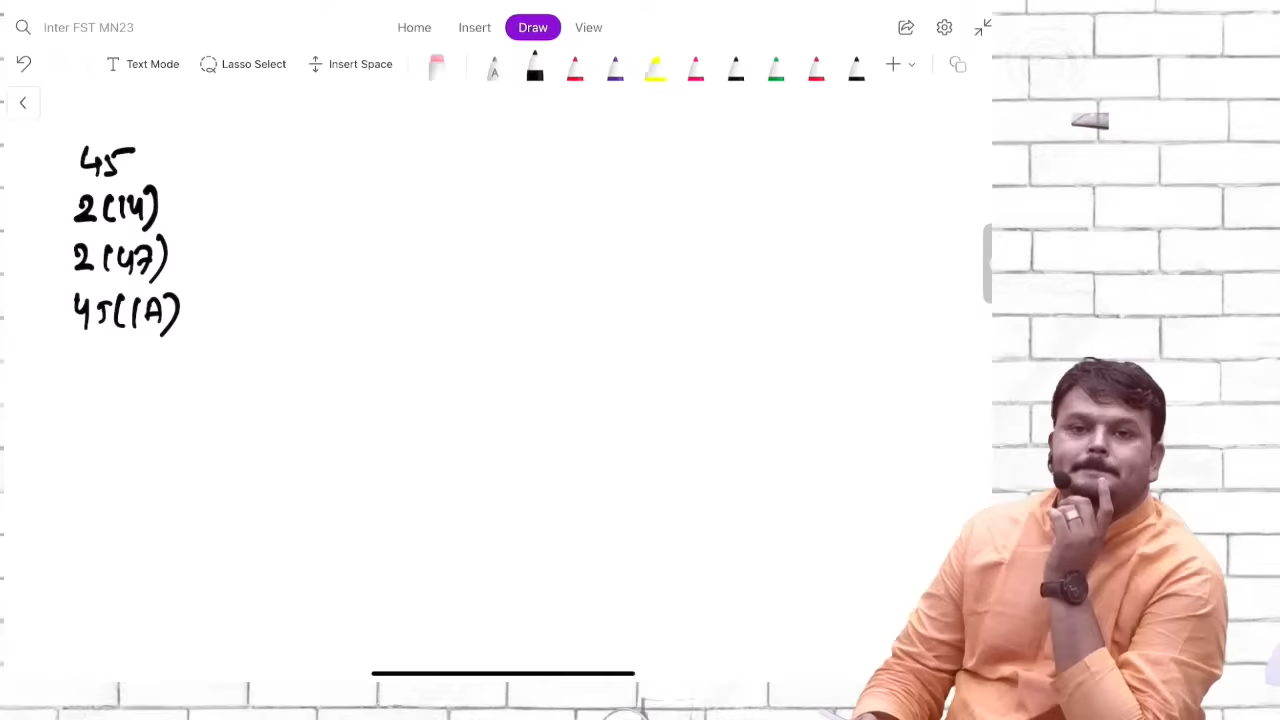 Inter FST MN23
Home Insert Draw View
Text Mode Lasso Select Insert Space
A
45
2(14)
2(47)
45(1A)